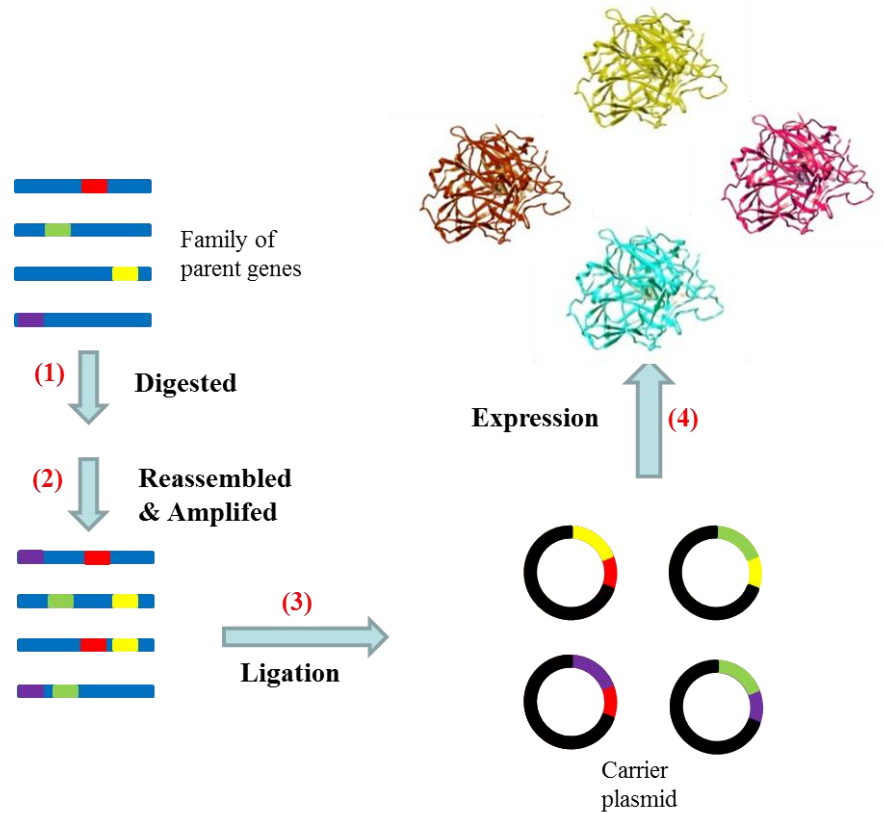 Family of
parent genes
(1)
Digested
(2)
Reassembled
& Amplifed
(3)
Ligation
Carrier
plasmid
Expression
(4)